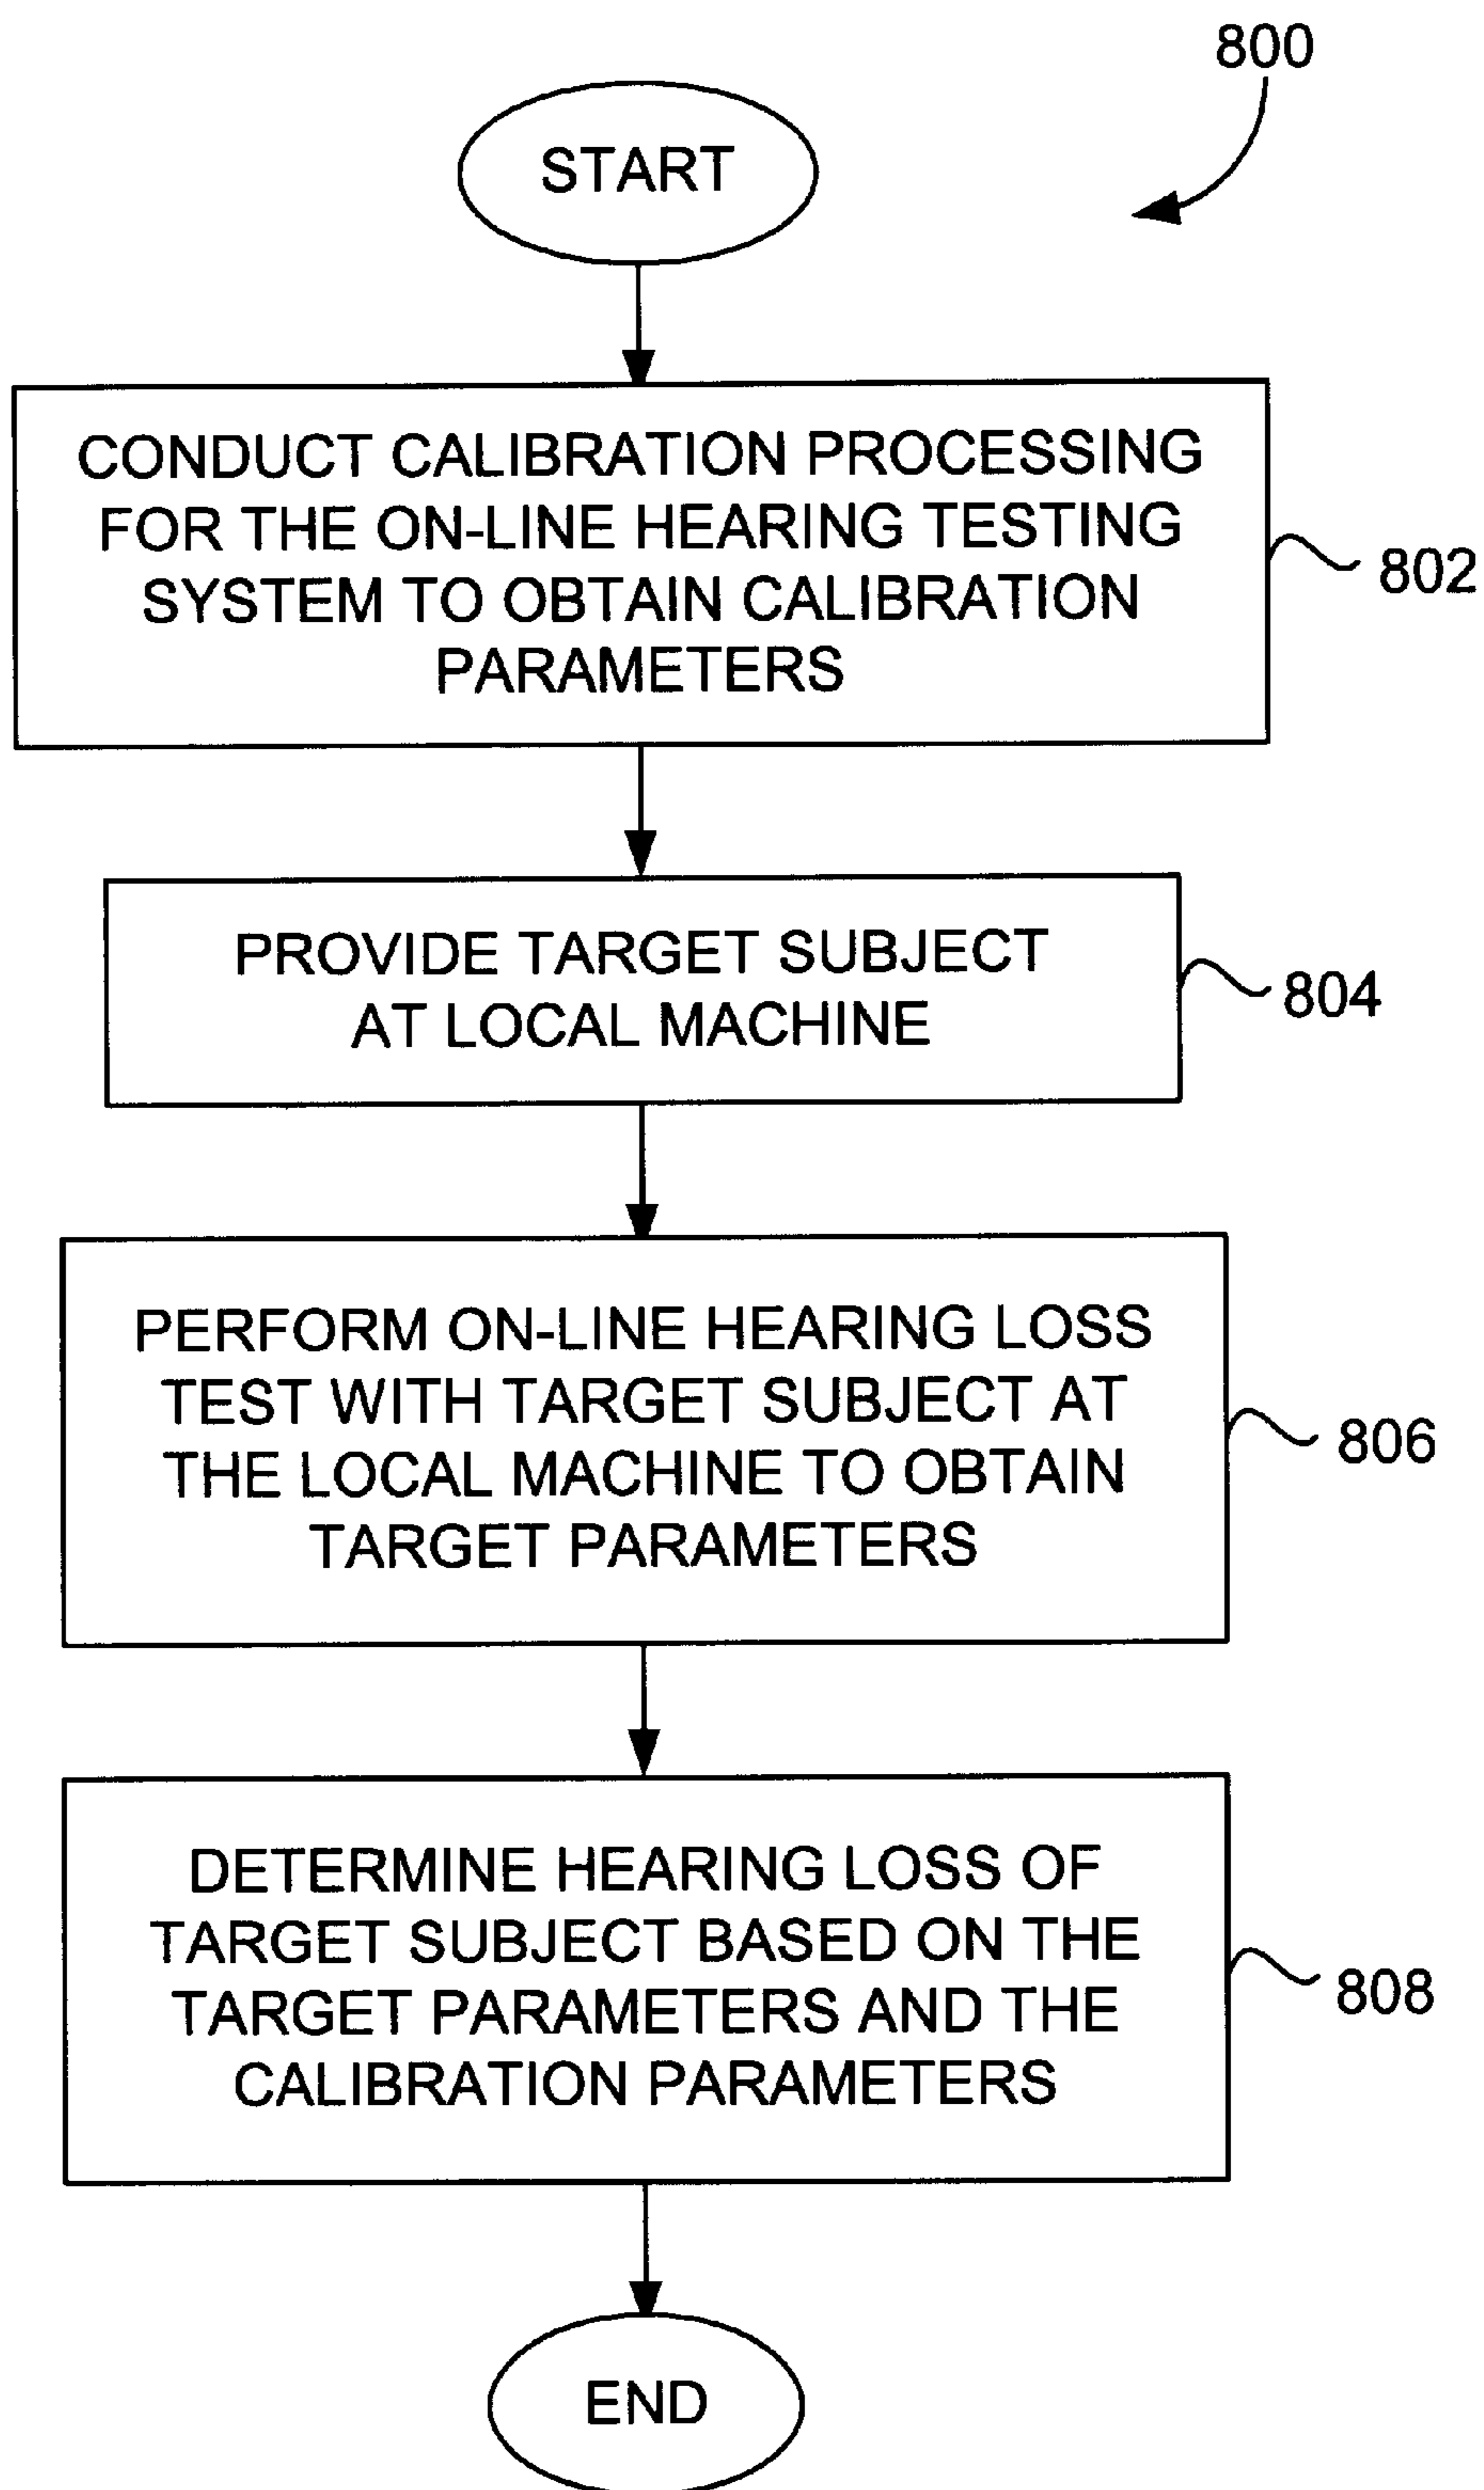 800
START
CONDUCT CALIBRATION PROCESSING
FOR THE ON-LINE HEARING TESTING
SYSTEM TO OBTAIN CALIBRATION
PARAMETERS
802
PROVIDE TARGET SUBJECT
AT LOCAL MACHINE
804
PERFORM ON-LINE HEARING LOSS
TEST WITH TARGET SUBJECT AT
THE LOCAL MACHINE TO OBTAIN
TARGET PARAMETERS
806
DETERMINE HEARING LOSS OF
TARGET SUBJECT BASED ON THE
TARGET PARAMETERS AND THE
CALIBRATION PARAMETERS
808
END